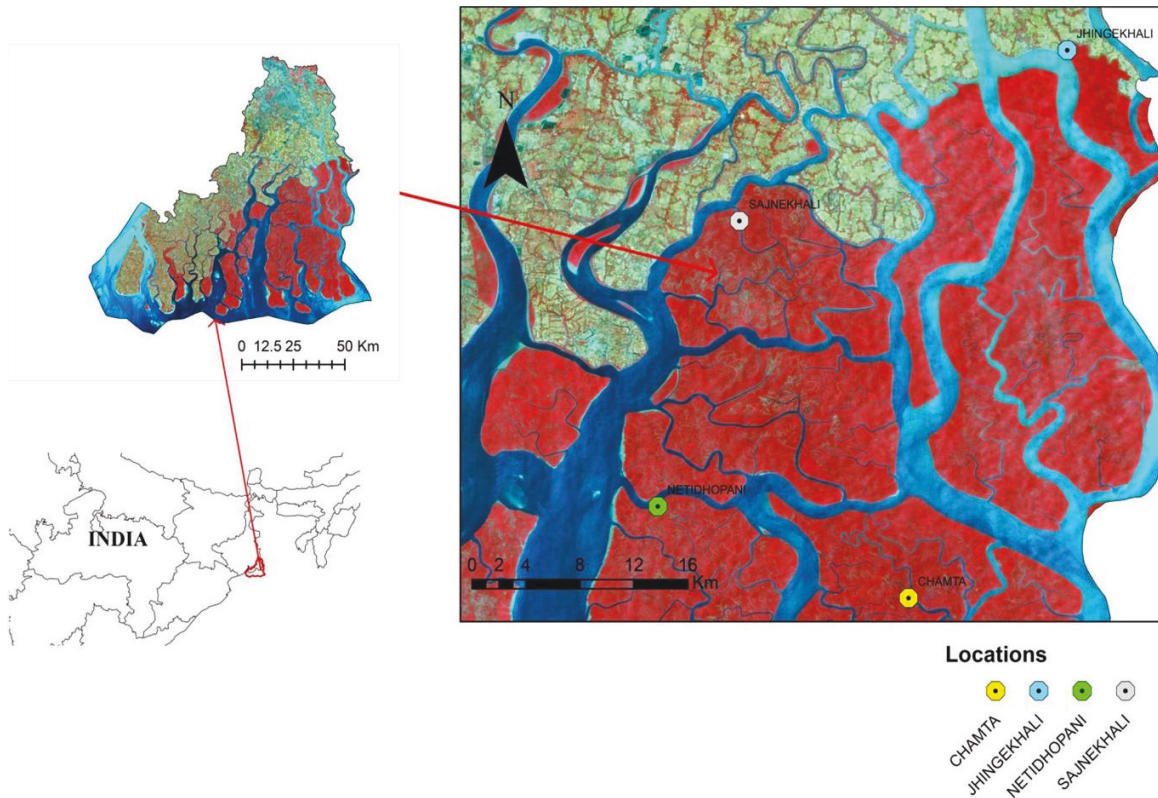 0 12.5 25 50 Km
INDIA
N
JHINGEKHALI
SAJNEKHALI
NETIDHOPANI
0 2 4 8 12 16
Km
CHAMTA
Locations
CHAMTA
JHINGEKHALI
NETIDHOPANI
SAJNEKHALI